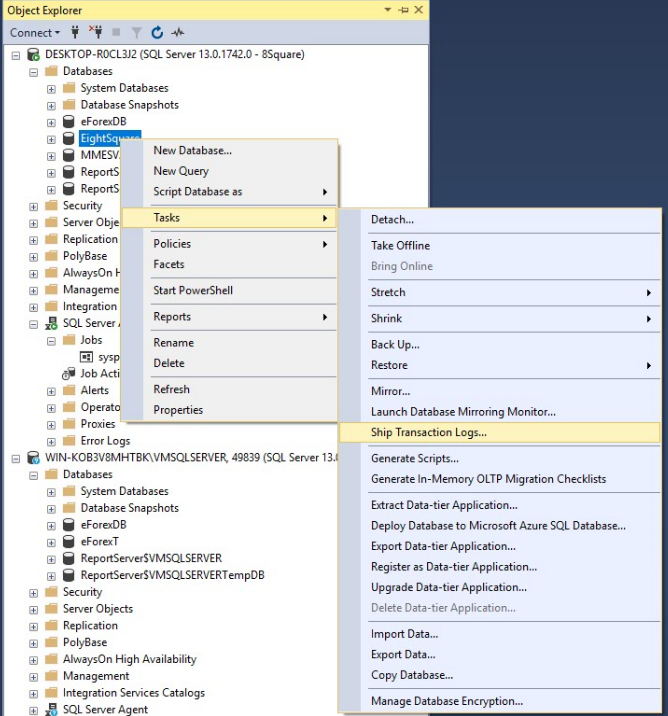 Object Explorer
Connect
DESKTOP-R0CL3J2 (SQL Server 13.0.1742.0 - 8Square)
Databases
System Databases
Database Snapshots
eForexDB
EightSquare
MMESV
ReportS
ReportS
Security
Server Obje
Replication
PolyBase
AlwaysOn H
Manageme
Integration
SQL Server A
Jobs
sysp
Job Acti
Alerts
Operato
Proxies
Error Logs
WIN-KOB3V8MHTBK\VMSQLSERVER, 49839 (SQL Server 13.0
Databases
System Databases
Database Snapshots
eForexDB
eForexT
ReportServer$VMSQLSERVER
ReportServer$VMSQLSERVERTempDB
Security
Server Objects
Replication
PolyBase
AlwaysOn High Availability
Management
Integration Services Catalogs
SQL Server Agent
New Database...
New Query
Script Database as
Tasks
Policies
Facets
Start PowerShell
Reports
Rename
Delete
Refresh
Properties
Detach...
Take Offline
Bring Online
Stretch
Shrink
Back Up...
Restore
Mirror...
Launch Database Mirroring Monitor...
Ship Transaction Logs...
Generate Scripts...
Generate In-Memory OLTP Migration Checklists
Extract Data-tier Application...
Deploy Database to Microsoft Azure SQL Database...
Export Data-tier Application...
Register as Data-tier Application...
Upgrade Data-tier Application...
Delete Data-tier Application...
Import Data...
Export Data...
Copy Database...
Manage Database Encryption...